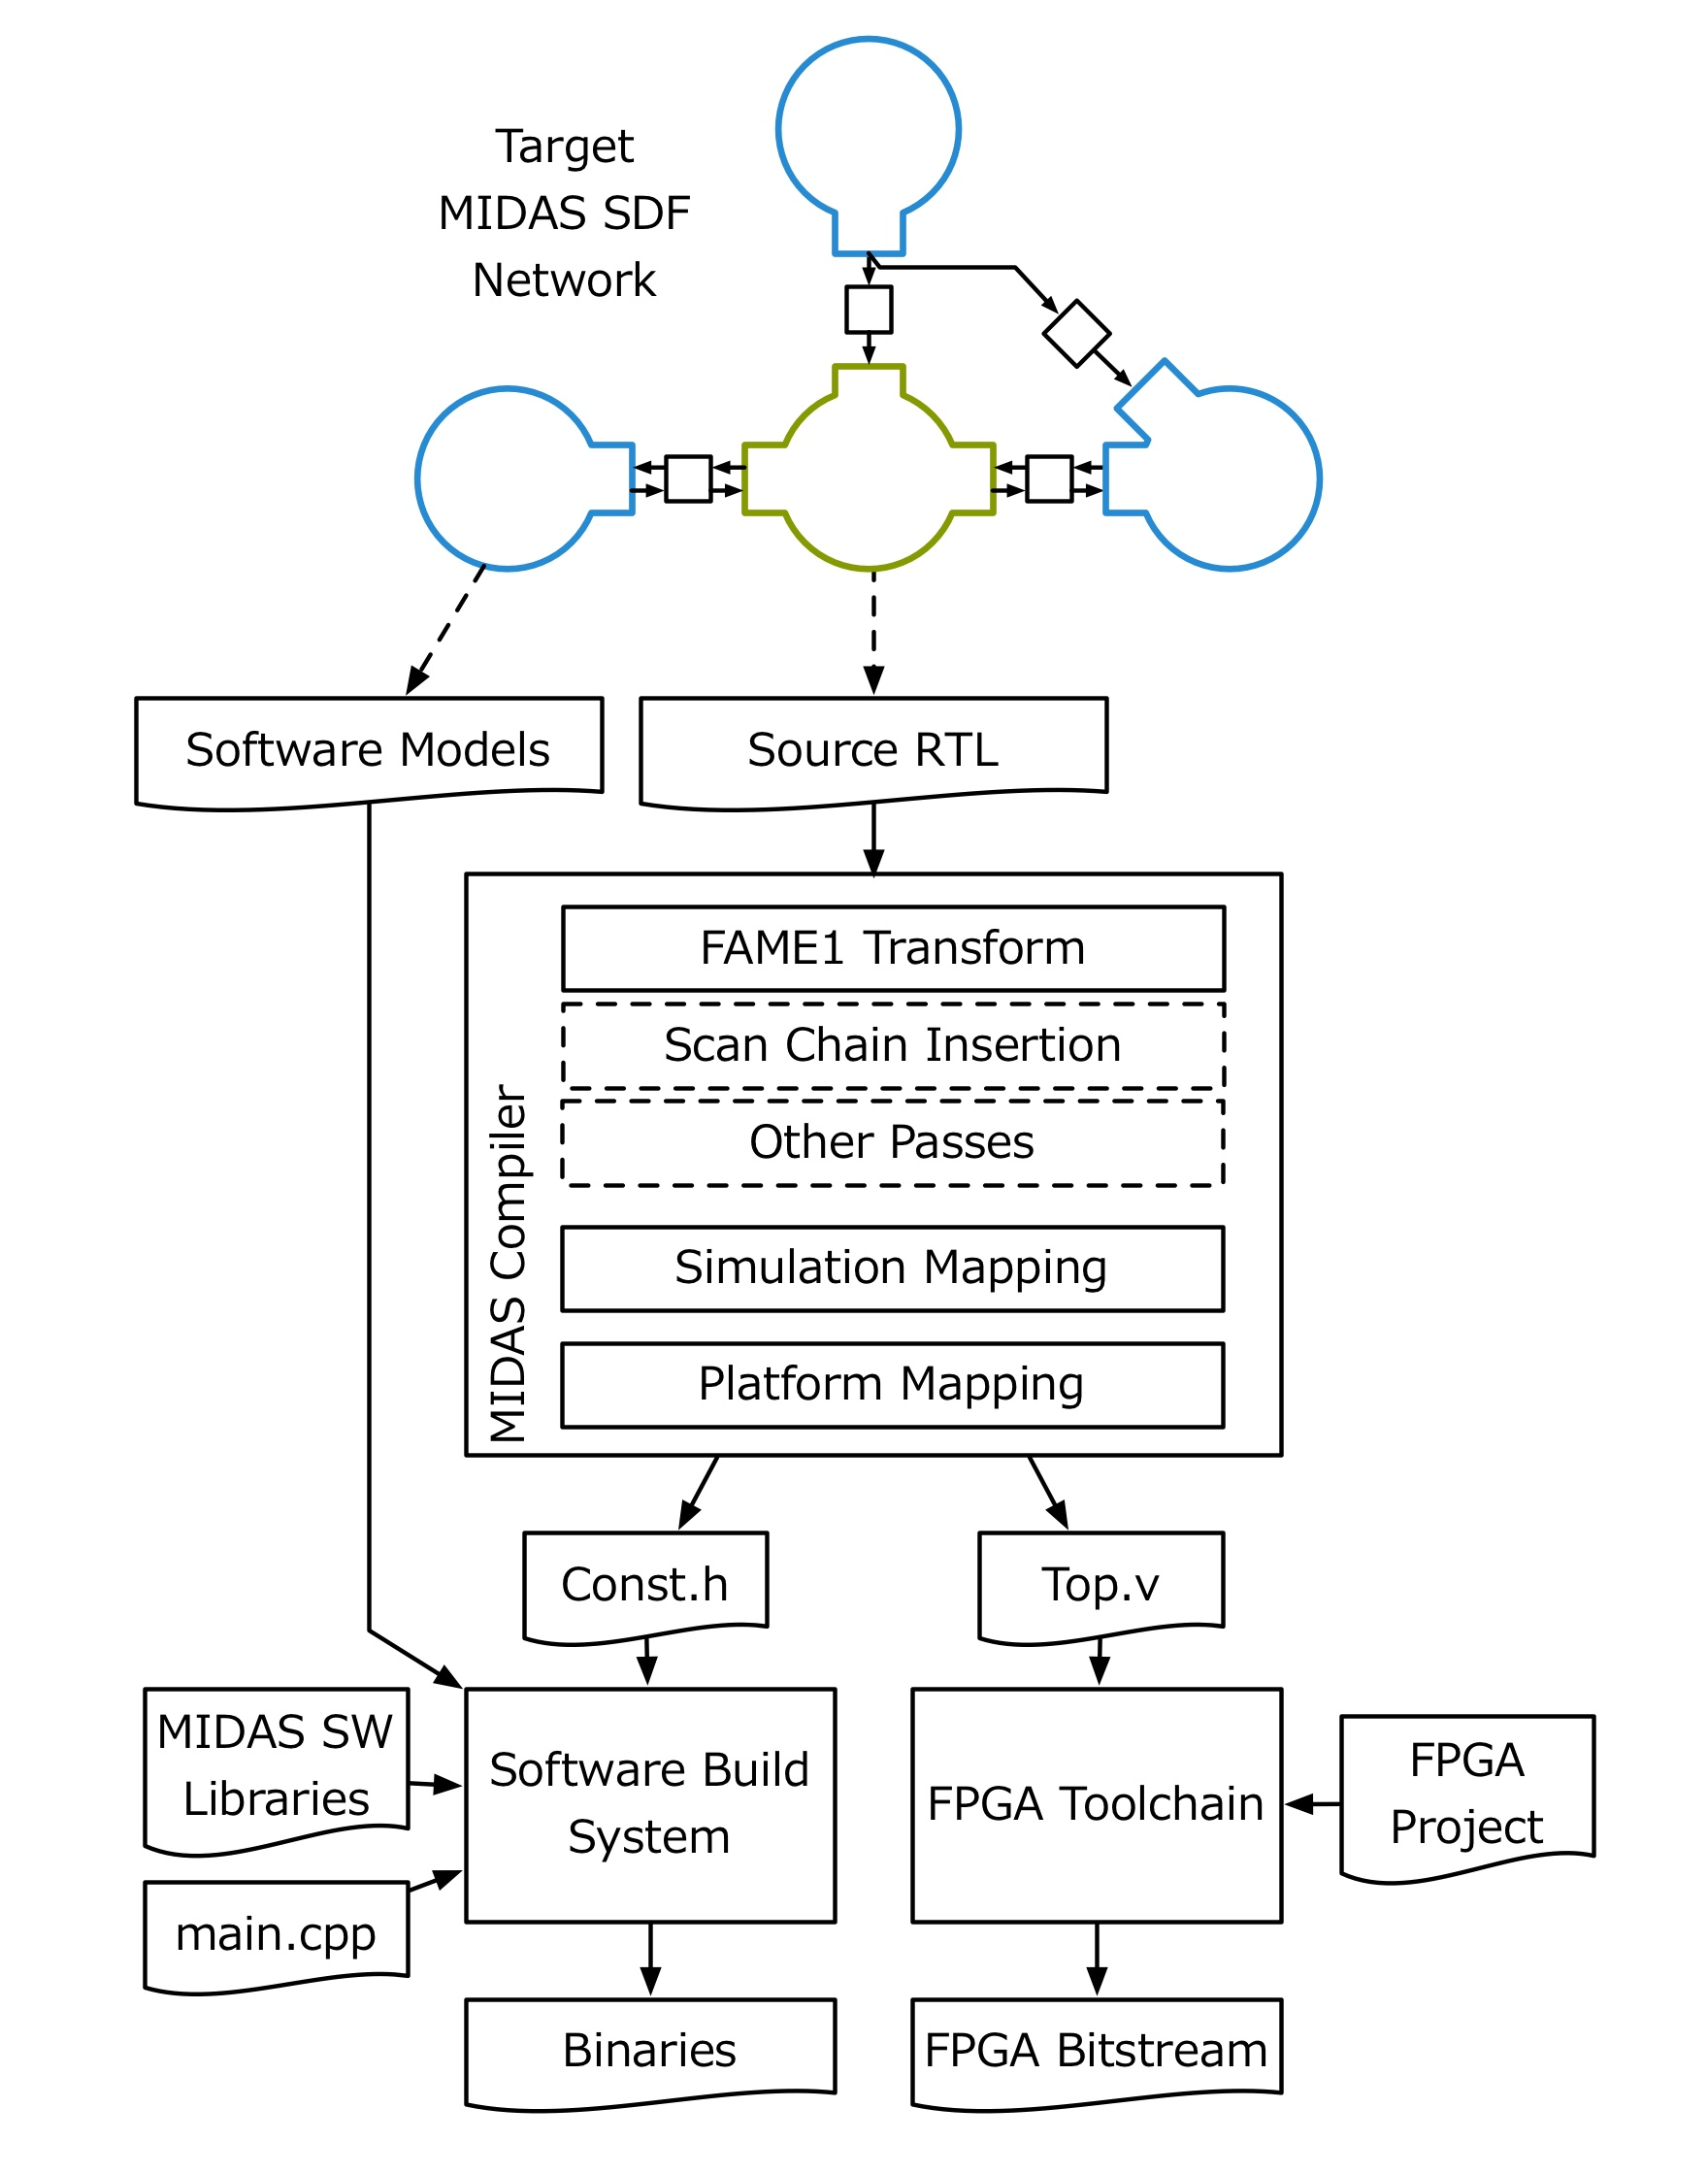 Target
MIDAS SDF
Network
Software Models
Source RTL
MIDAS Compiler
FAME1 Transform
Scan Chain Insertion
Other Passes
Simulation Mapping
Platform Mapping
Const.h
Top.v
MIDAS SW
Libraries
main.cpp
Software Build
System
FPGA Toolchain
FPGA
Project
Binaries
FPGA Bitstream